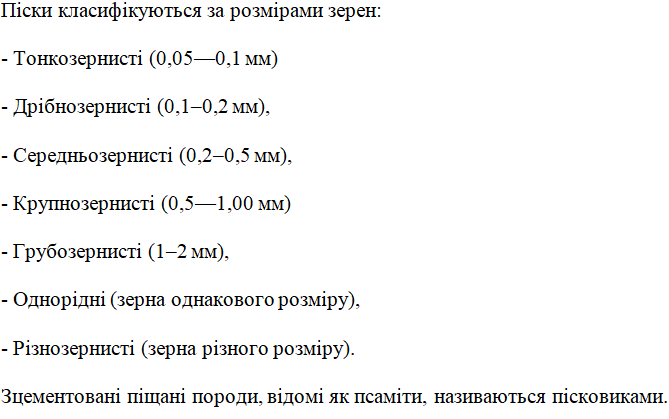 Піски класифікуються за розмірами зерен:
- Тонкозернисті (0,05—0,1 мм)
- Дрібнозернисті (0,1–0,2 мм),
- Середньозернисті (0,2–0,5 мм),
- Крупнозернисті (0,5—1,00 мм)
- Грубозернисті (1–2 мм),
- Однорідні (зерна однакового розміру),
- Різнозернисті (зерна різного розміру).
Зцементовані піщані породи, відомі як псаміти, називаються пісковиками.